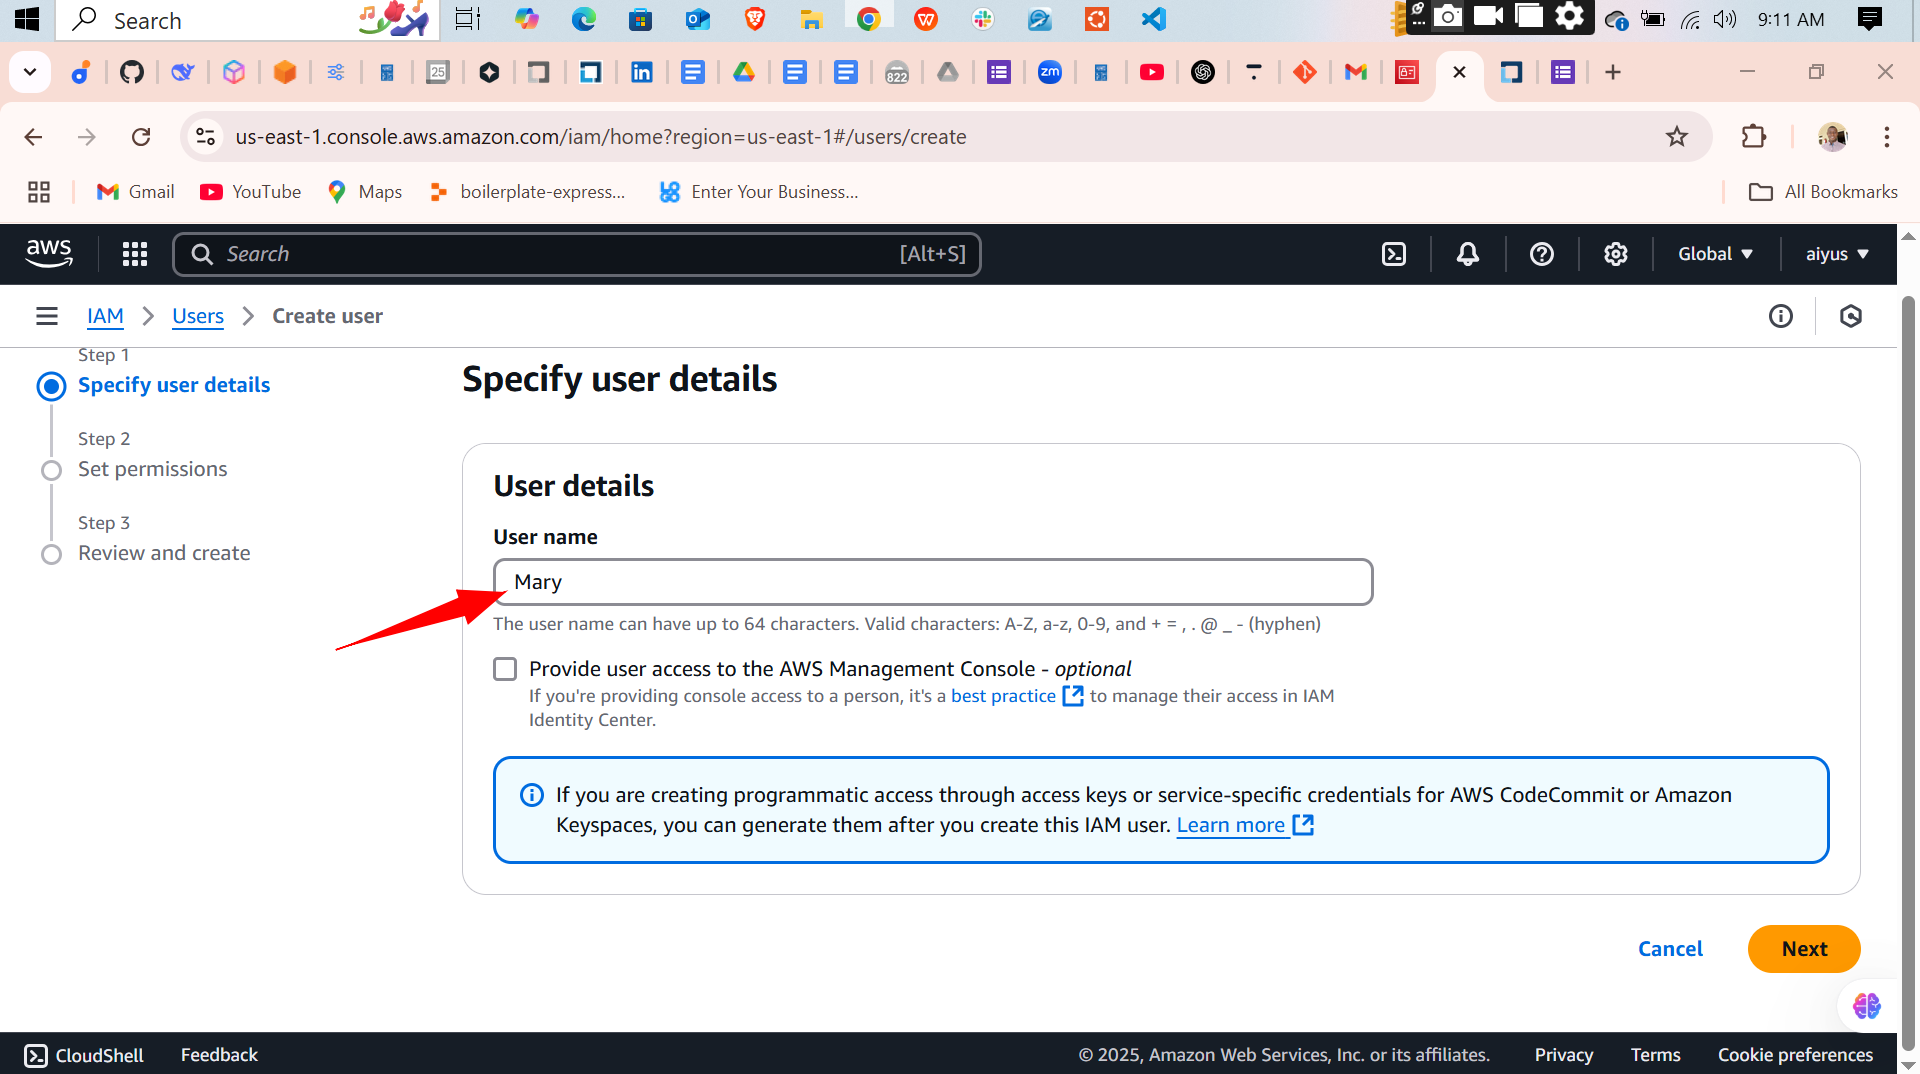 Search
9:11 AM
25
822
zm
us-east-1.console.aws.amazon.com/iam/home?region=us-east-1#/users/create
Gmail
YouTube
Maps
boilerplate-express...
Enter Your Business...
All Bookmarks
aws
Search
[Alt+S]
Global
aiyus
IAM
Users
Create user
Step 1
Specify user details
Step 2
Set permissions
Step 3
Review and create
Specify user details
User details
User name
Mary
The user name can have up to 64 characters. Valid characters: A-Z, a-z, 0-9, and + = , . @ _ - (hyphen)
Provide user access to the AWS Management Console - optional
If you're providing console access to a person, it's a best practice to manage their access in IAM
Identity Center.
If you are creating programmatic access through access keys or service-specific credentials for AWS CodeCommit or Amazon
Keyspaces, you can generate them after you create this IAM user. Learn more
Cancel
Next
CloudShell
Feedback
© 2025, Amazon Web Services, Inc. or its affiliates.
Privacy
Terms
Cookie preferences